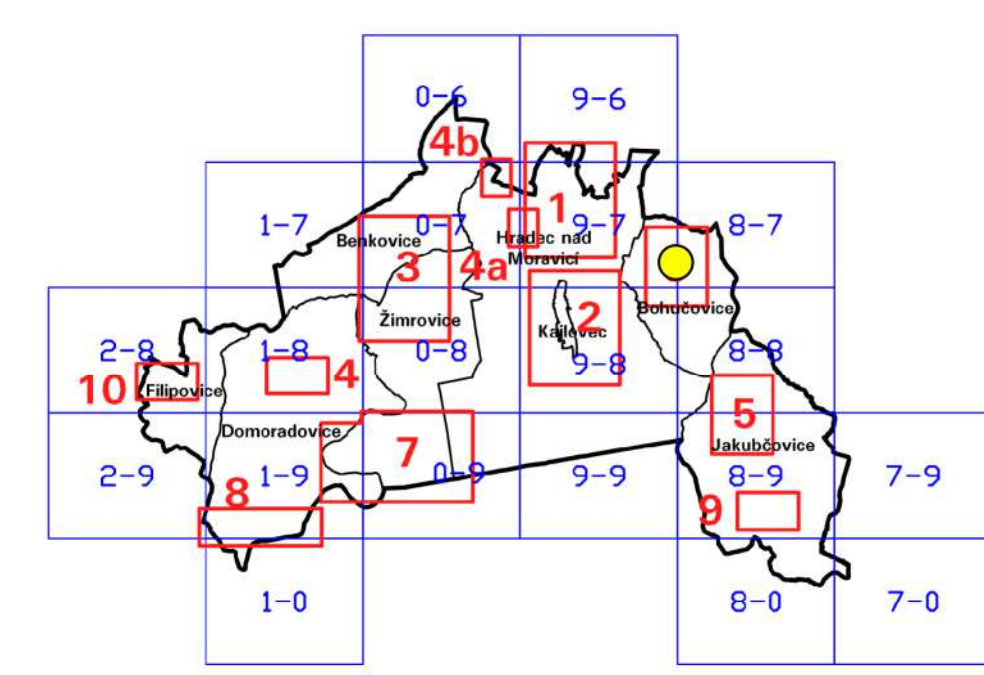 0-6
9-6
4b
1-7
0-7
1
9-7
8-7
Benkovice
Hradec nad
Moravicí
3
4a
Bohučovice
Žimrovice
2
Kajlovec
2-8
1-8
0-8
9-8
8-8
10
Filipovice
4
5
Domoradovice
Jakubčovice
7
2-9
1-9
0-9
9-9
8-9
7-9
8
9
1-0
8-0
7-0